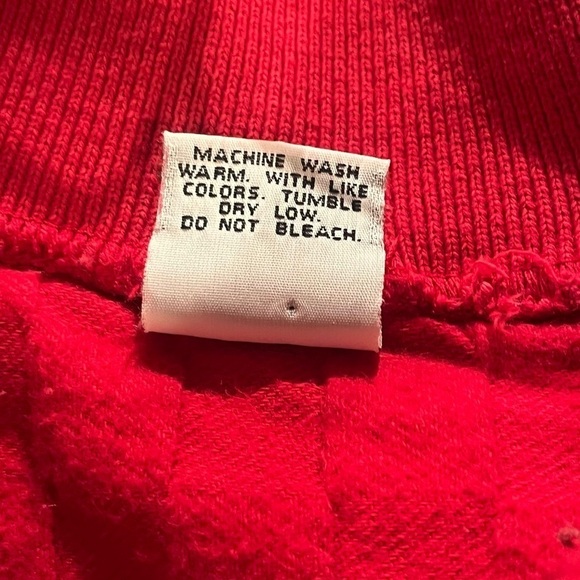 MACHINE WASH
WARM. WITH LIKE
COLORS. TUMBLE
DRY LOW.
DO NOT BLEACH.